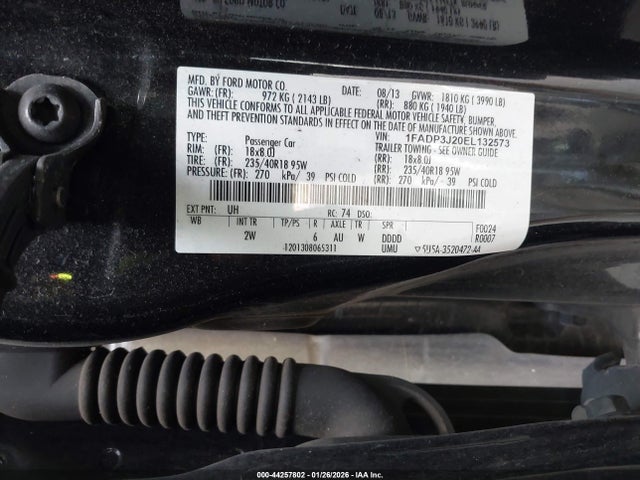 MFD. BY FORD MOTOR CO.
DATE: 08/13 GVWR: 1810 KG ( 3990 LB)
GAWR: (FR): 972 KG ( 2143 LB) (RR): 880 KG ( 1940 LB)
THIS VEHICLE CONFORMS TO ALL APPLICABLE FEDERAL MOTOR VEHICLE SAFETY, BUMPER,
AND THEFT PREVENTION STANDARDS IN EFFECT ON THE DATE OF MANUFACTURE SHOWN ABOVE.
VIN: 1FADP3J20EL132573
TYPE: Passenger Car TRAILER TOWING - SEE OWNER GUIDE
RIM: (FR): 18x8.0J (RR): 18x8.0J
TIRE: (FR): 235/40R18 95W (RR): 235/40R18 95W
PRESSURE: (FR): 270 kPa/ 39 PSI COLD (RR): 270 kPa/ 39 PSI COLD
EXT PNT: UH RC: 74 DSO: F0024
WB INT TR TP/PS R AXLE TR SPR R0007
2W 6 AU W DDDD
1201308065311 UMU
000-44257802 - 01/26/2026 - IAA Inc.